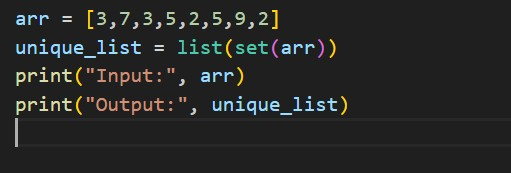 arr = [3,7,3,5,2,5,9,2]
unique_list = list(set(arr))
print("Input:", arr)
print("Output:", unique_list)